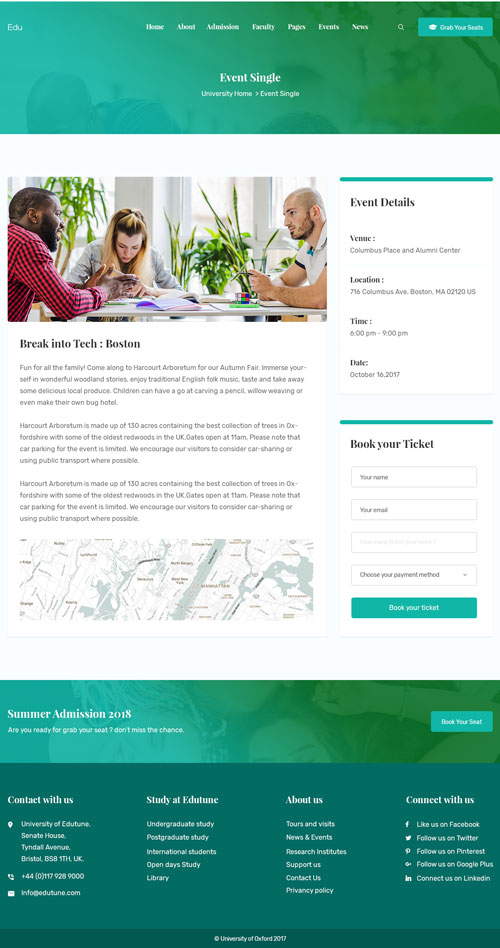 Edu
Home About Admission Faculty Pages Events News
Grab Your Seats
Event Single
University Home > Event Single
Event Details
Venue :
Columbus Place and Alumni Center
Location :
716 Columbus Ave. Boston, MA 02120 US
Time :
6:00 pm - 9:00 pm
Date:
October 16,2017
Break into Tech : Boston
Fun for all the family! Come along to Harcourt Arboretum for our Autumn Fair. Immerse your-
self in wonderful woodland stories, enjoy traditional English folk music, taste and take away
some delicious local produce. Children can have a go at carving a pencil, willow weaving or
even make their own bug hotel.
Harcourt Arboretum is made up of 130 acres containing the best collection of trees in Ox-
fordshire with some of the oldest redwoods in the UK.Gates open at 11am. Please note that
car parking for the event is limited. We encourage our visitors to consider car-sharing or
using public transport where possible.
Harcourt Arboretum is made up of 130 acres containing the best collection of trees in Ox-
fordshire with some of the oldest redwoods in the UK.Gates open at 11am. Please note that
car parking for the event is limited. We encourage our visitors to consider car-sharing or
using public transport where possible.
MANHATTAN
Book your Ticket
Your name
Your email
How many ticket your need ?
Choose your payment method
Book your ticket
Summer Admission 2018
Are you ready for grab your seat ? don't miss the chance.
Book Your Seat
Contact with us
University of Edutune.
Senate House,
Tyndall Avenue,
Bristol, BS8 1TH, UK.
+44 (0)117 928 9000
Info@edutune.com
Study at Edutune
Undergraduate study
Postgraduate study
International students
Open days Study
Library
About us
Tours and visits
News & Events
Research Institutes
Support us
Contact Us
Privancy policy
Connect with us
Like us on Facebook
Follow us on Twitter
Follow us on Pinterest
Follow us on Google Plus
Connect us on Linkedin
© University of Oxford 2017